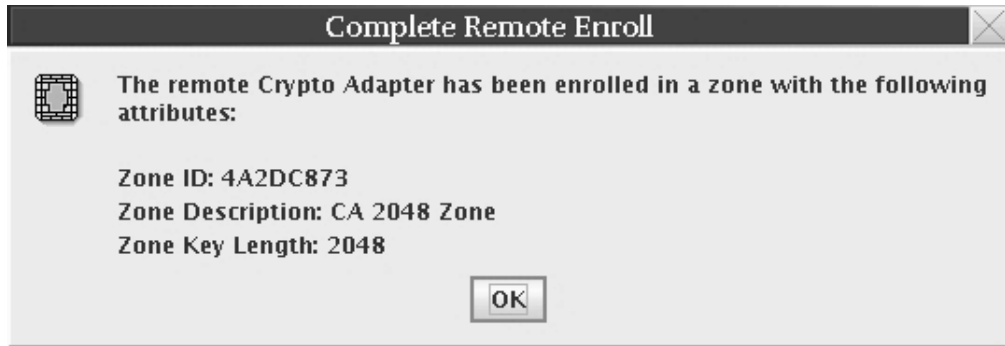 Complete Remote Enroll
The remote Crypto Adapter has been enrolled in a zone with the following
attributes:
Zone ID: 4A2DC873
Zone Description: CA 2048 Zone
Zone Key Length: 2048
OK